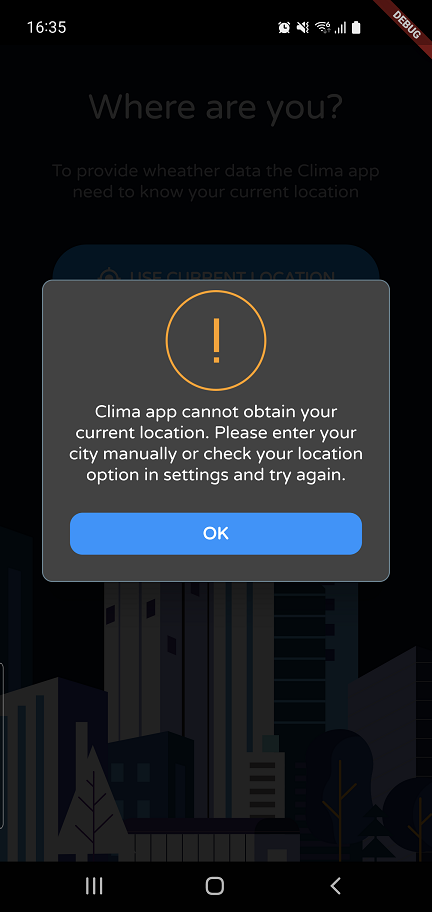 16:35
DEBUG
Where are you?
To provide wheather data the Clima app
need to know your current location
USE CURRENT LOCATION
Clima app cannot obtain your
current location. Please enter your
city manually or check your location
option in settings and try again.
OK